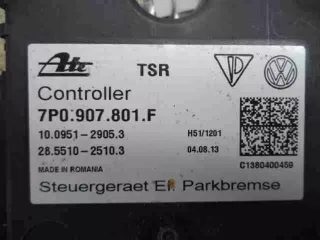 Ate TSR
Controller
7P0.907.801.F
10.0951-2905.3 H51/1201
28.5510-2510.3 04.08.13
MADE IN ROMANIA C1380400459
Steuergeraet El Parkbremse